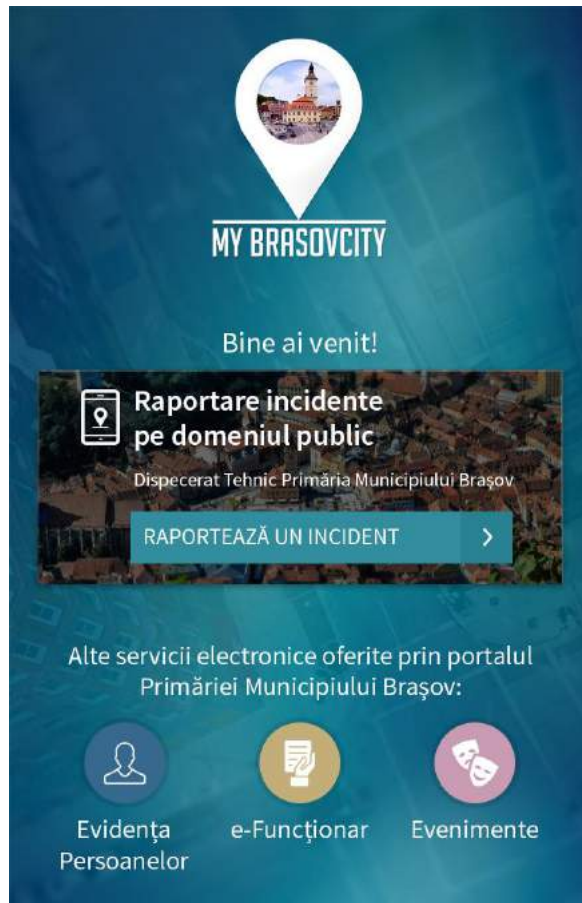 MY BRASOVCITY
Bine ai venit!
Raportare incidente
pe domeniul public
Dispecerat Tehnic Primăria Municipiului Brașov
RAPORTEAZĂ UN INCIDENT
Alte servicii electronice oferite prin portalul
Primăriei Municipiului Brașov:
Evidența
Persoanelor
e-Funcționar
Evenimente